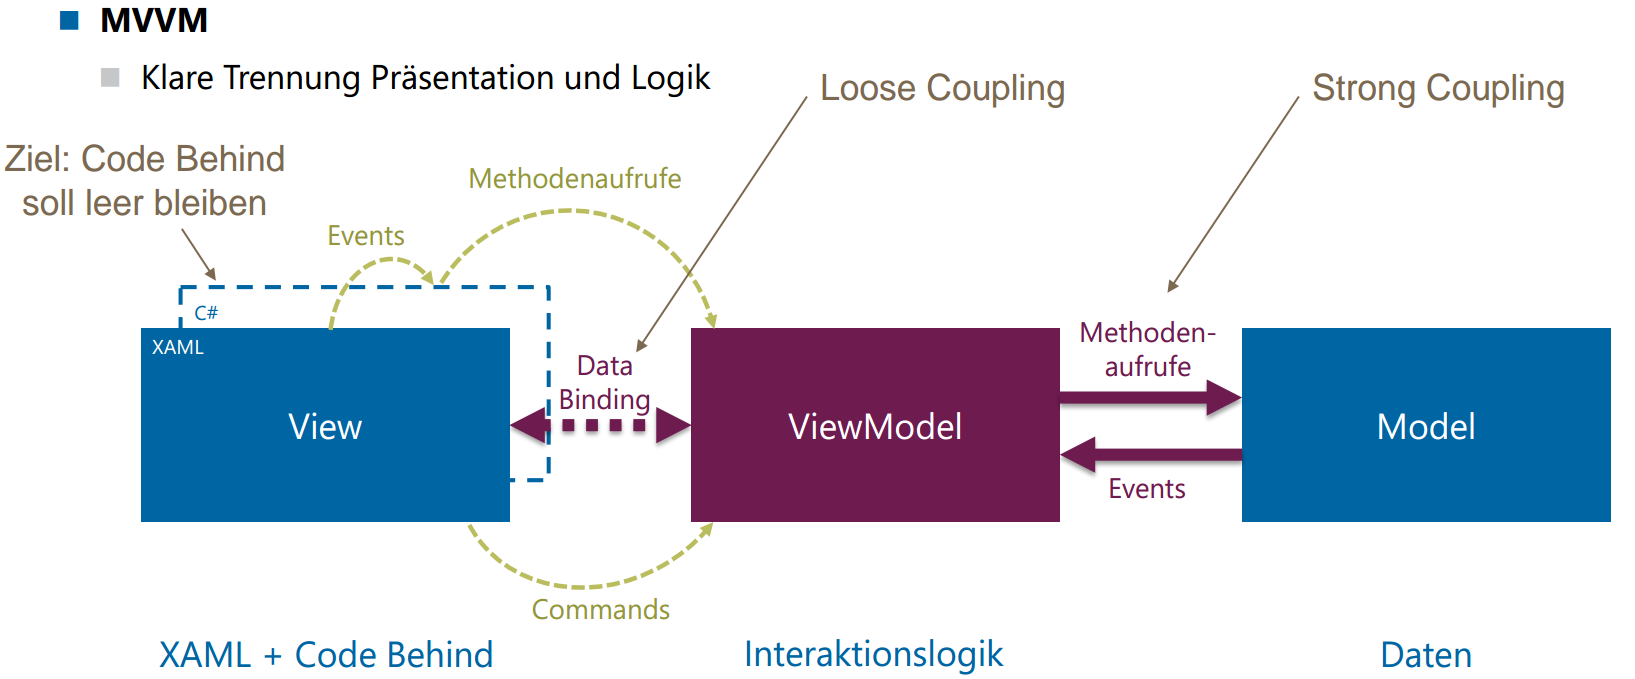 MVVM
Klare Trennung Präsentation und Logik
Loose Coupling
Strong Coupling
Ziel: Code Behind
soll leer bleiben
Methodenaufrufe
Events
C#
XAML
View
Data
Binding
ViewModel
Methoden-
aufrufe
Events
Model
Commands
XAML + Code Behind
Interaktionslogik
Daten